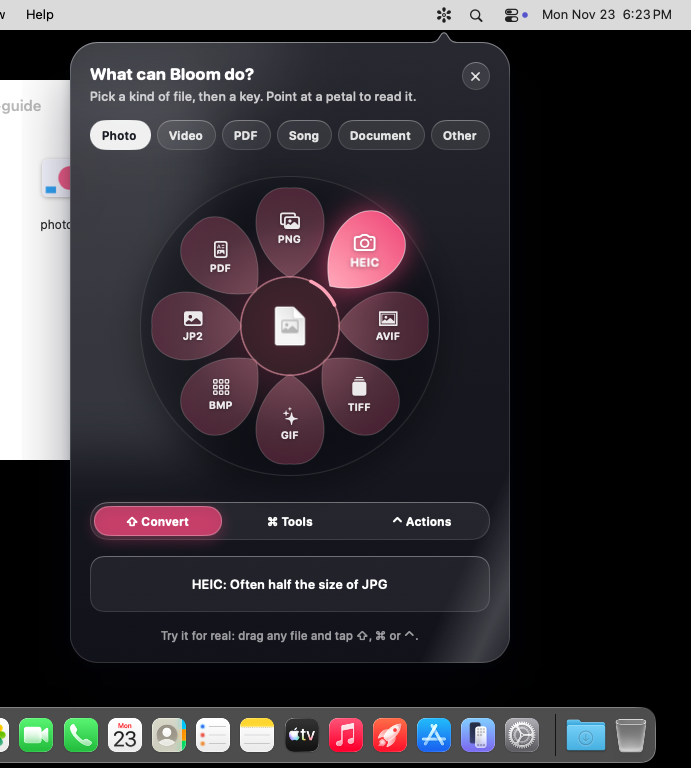 Help
Mon Nov 23 6:23 PM
guide
photo
What can Bloom do?
Pick a kind of file, then a key. Point at a petal to read it.
Photo
Video
PDF
Song
Document
Other
PNG
HEIC
PDF
JP2
AVIF
BMP
TIFF
GIF
⇧ Convert
⌘ Tools
⌃ Actions
HEIC: Often half the size of JPG
Try it for real: drag any file and tap ⇧, ⌘ or ⌃.
Mon
23
tv